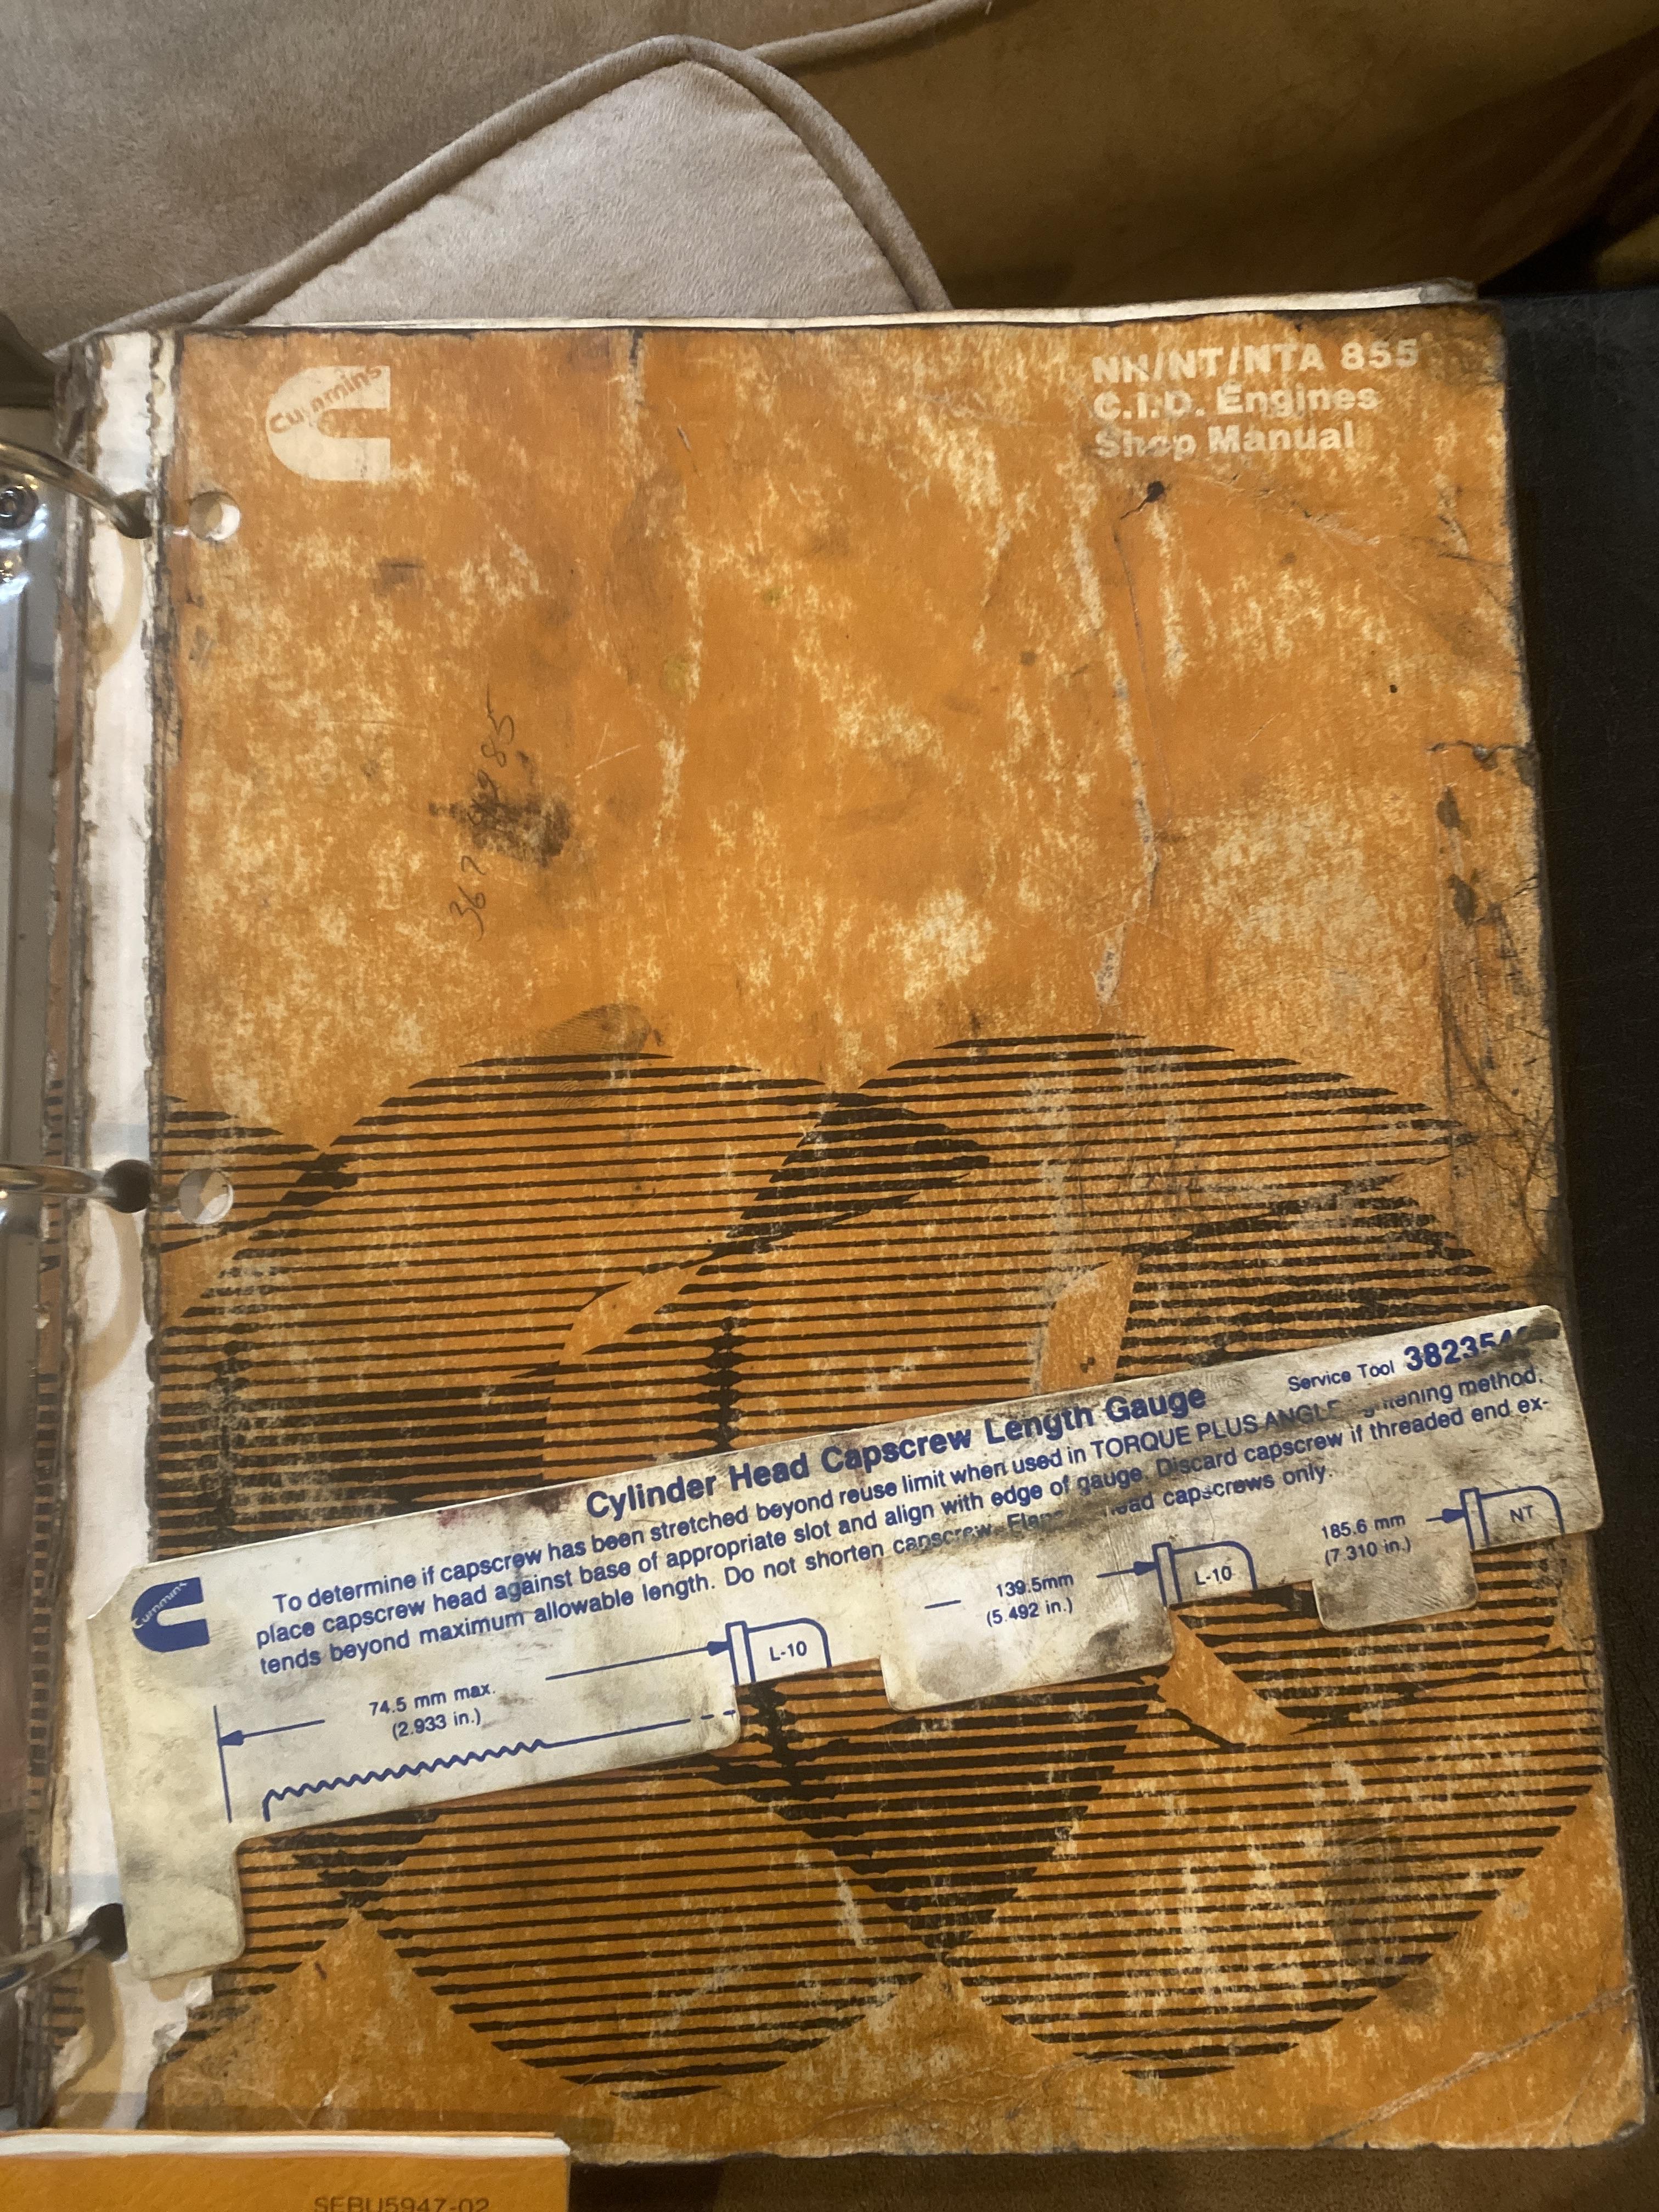 Cummins
NH/NT/NTA 855
C.I.D. Engines
Shop Manual
Cylinder Head Capscrew Length Gauge
Service Tool
To determine if capscrew has been stretched beyond reuse limit when used in TORQUE PLUS ANGLE method,
place capscrew head against base of appropriate slot and align with edge of gauge. Discard capscrew if threaded end ex-
tends beyond maximum allowable length. Do not shorten capscrew. head capscrews only.
Cummins
74.5 mm max.
(2.933 in.)
L-10
139.5mm
(5.492 in.)
L-10
185.6 mm
(7.310 in.)
NT
SEBU5947-02